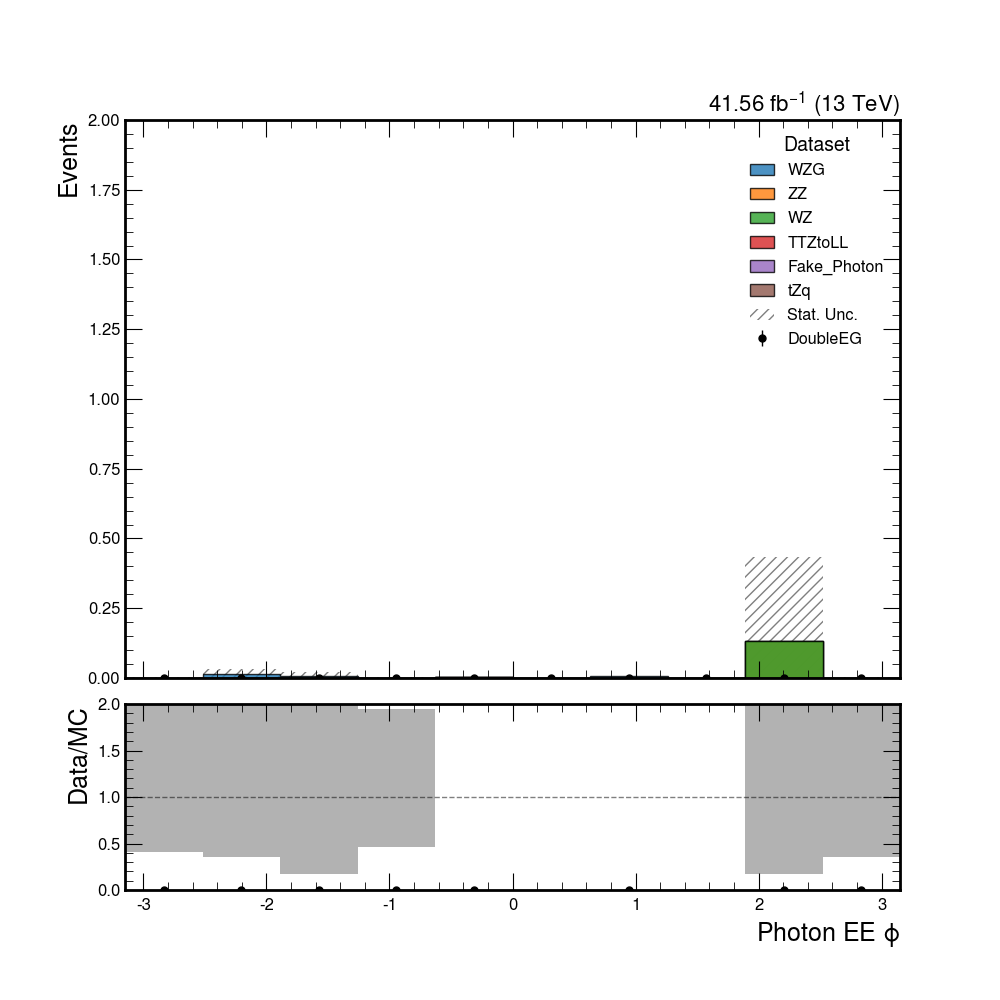 41.56 fb⁻¹ (13 TeV)
Events
2.00
1.75
1.50
1.25
1.00
0.75
0.50
0.25
0.00
Dataset
WZG
ZZ
WZ
TTZtoLL
Fake_Photon
tZq
Stat. Unc.
DoubleEG
Data/MC
2.0
1.5
1.0
0.5
0.0
-3 -2 -1 0 1 2 3
Photon EE ϕ